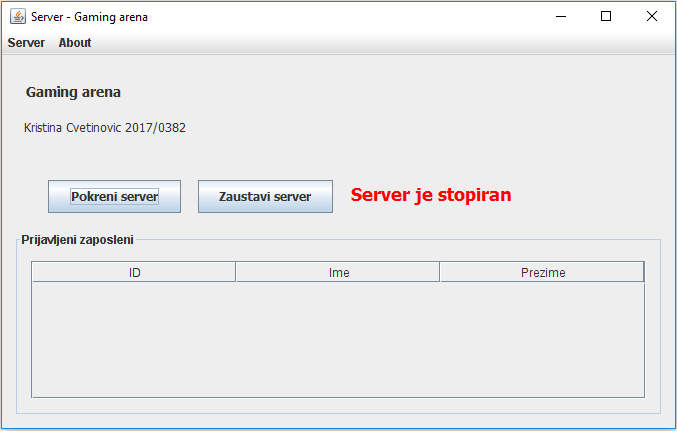 Server - Gaming arena
Server About
Gaming arena
Kristina Cvetinovic 2017/0382
Pokreni server Zaustavi server Server je stopiran
Prijavljeni zaposleni
ID Ime Prezime